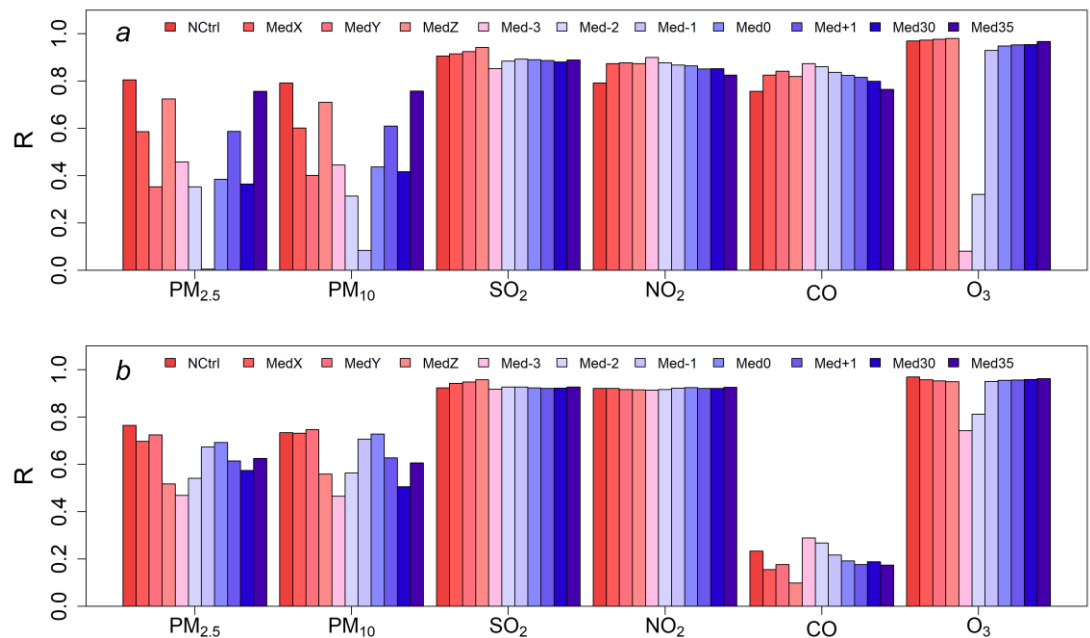 a NCtrl MedX MedY MedZ Med-3 Med-2 Med-1 Med0 Med+1 Med30 Med35
R
1.0
0.8
0.6
0.4
0.2
0.0
PM2.5 PM10 SO2 NO2 CO O3
b NCtrl MedX MedY MedZ Med-3 Med-2 Med-1 Med0 Med+1 Med30 Med35
R
1.0
0.8
0.6
0.4
0.2
0.0
PM2.5 PM10 SO2 NO2 CO O3